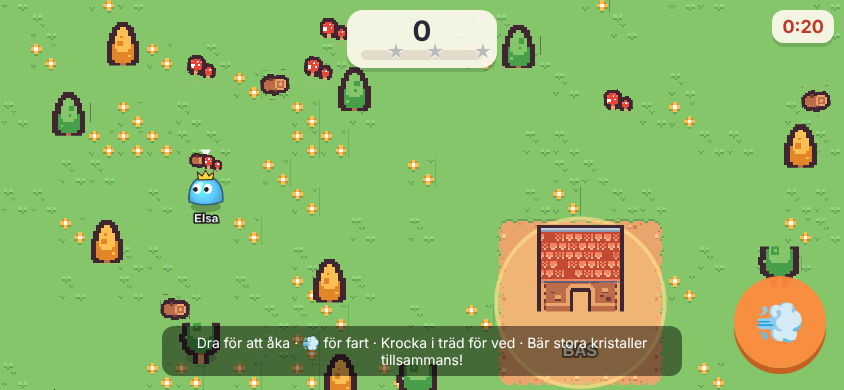 0
0:20
Elsa
Dra för att åka · 💨 för fart · Krocka i träd för ved · Bär stora kristaller
tillsammans!
BAS